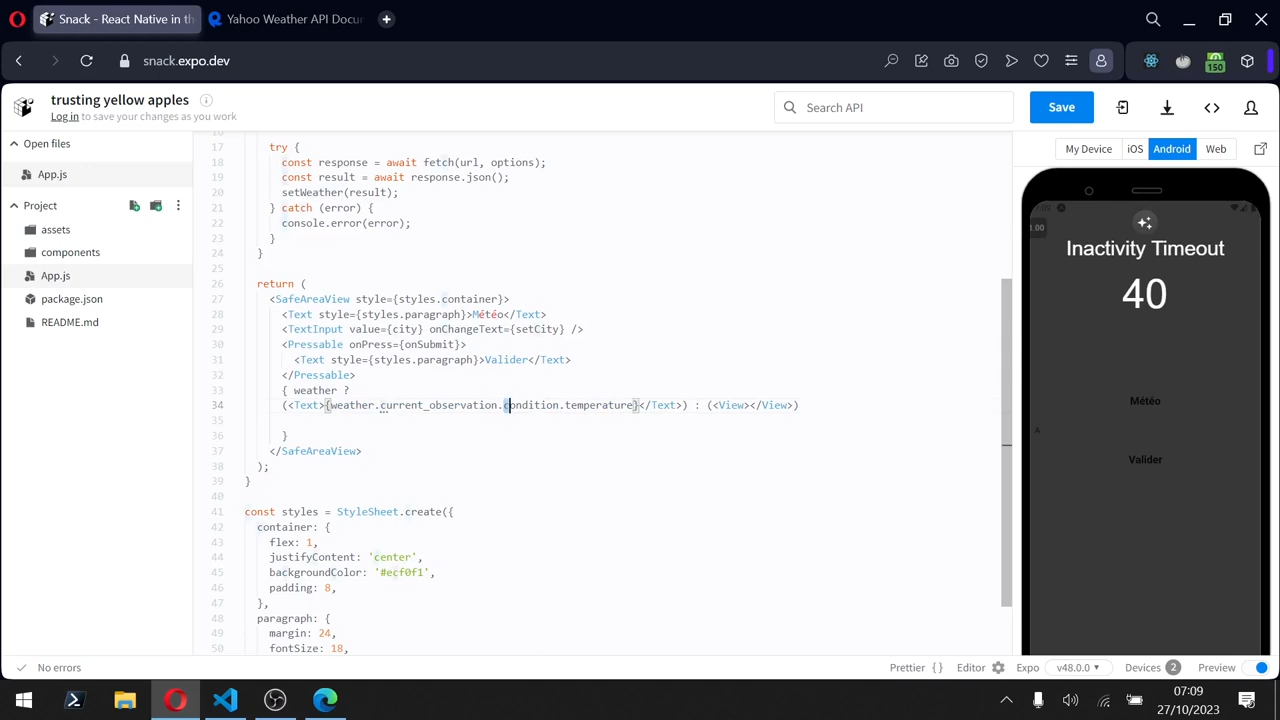 Snack - React Native in th
Yahoo Weather API Docu
snack.expo.dev
150
trusting yellow apples
Log in to save your changes as you work
Search API
Save
Open files
App.js
Project
assets
components
App.js
package.json
README.md
16
17 try {
18 const response = await fetch(url, options);
19 const result = await response.json();
20 setWeather(result);
21 } catch (error) {
22 console.error(error);
23 }
24 }
25
26 return (
27 <SafeAreaView style={styles.container}>
28 <Text style={styles.paragraph}>Météo</Text>
29 <TextInput value={city} onChangeText={setCity} />
30 <Pressable onPress={onSubmit}>
31 <Text style={styles.paragraph}>Valider</Text>
32 </Pressable>
33 { weather ?
34 (<Text>{weather.current_observation.condition.temperature}</Text>) : (<View></View>)
35
36 }
37 </SafeAreaView>
38 );
39 }
40
41 const styles = StyleSheet.create({
42 container: {
43 flex: 1,
44 justifyContent: 'center',
45 backgroundColor: '#ecf0f1',
46 padding: 8,
47 },
48 paragraph: {
49 margin: 24,
50 fontSize: 18,
My Device iOS Android Web
1.00
Inactivity Timeout
40
Météo
A
Valider
No errors
Prettier {} Editor Expo v48.0.0 Devices 2 Preview
07:09
27/10/2023